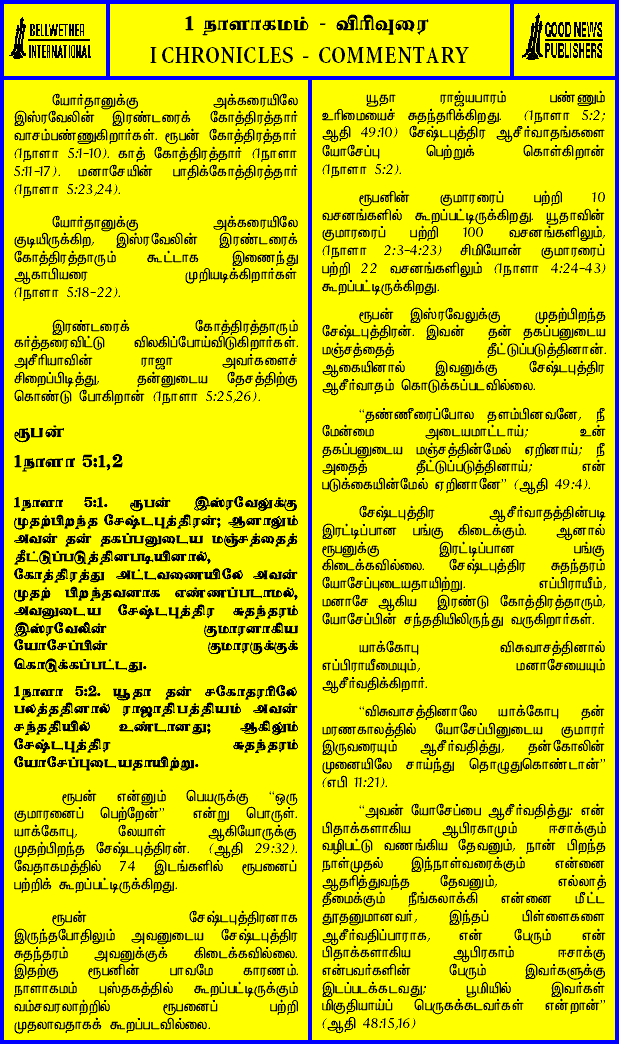 BELLWETHER
INTERNATIONAL
1 நாளாகமம் - விரிவுரை
I CHRONICLES - COMMENTARY
GOOD NEWS
PUBLISHERS
யோர்தானுக்கு அக்கரையிலே
இஸ்ரவேலின் இரண்டரைக் கோத்திரத்தார்
வாசம்பண்ணுகிறார்கள். ரூபன் கோத்திரத்தார்
(1நாளா 5:1-10). காத் கோத்திரத்தார் (1நாளா
5:11-17). மனாசேயின் பாதிக்கோத்திரத்தார்
(1நாளா 5:23,24).
யோர்தானுக்கு அக்கரையிலே
குடியிருக்கிற, இஸ்ரவேலின் இரண்டரைக்
கோத்திரத்தாரும் கூட்டாக இணைந்து
ஆகாபியரை முறியடிக்கிறார்கள்
(1நாளா 5:18-22).
இரண்டரைக் கோத்திரத்தாரும்
கர்த்தரைவிட்டு விலகிப்போய்விடுகிறார்கள்.
அசீரியாவின் ராஜா அவர்களைச்
சிறைப்பிடித்து, தன்னுடைய தேசத்திற்கு
கொண்டு போகிறான் (1நாளா 5:25,26).
ரூபன்
1நாளா 5:1,2
1நாளா 5:1. ரூபன் இஸ்ரவேலுக்கு
முதற்பிறந்த சேஷ்டபுத்திரன்; ஆனாலும்
அவன் தன் தகப்பனுடைய மஞ்சத்தைத்
தீட்டுப்படுத்தினபடியினால்,
கோத்திரத்து அட்டவணையிலே அவன்
முதற் பிறந்தவனாக எண்ணப்படாமல்,
அவனுடைய சேஷ்டபுத்திர சுதந்தரம்
இஸ்ரவேலின் குமாரனாகிய
யோசேப்பின் குமாரருக்குக்
கொடுக்கப்பட்டது.
1நாளா 5:2. யூதா தன் சகோதரரிலே
பலத்ததினால் ராஜாதிபத்தியம் அவன்
சந்ததியில் உண்டானது; ஆகிலும்
சேஷ்டபுத்திர சுதந்தரம்
யோசேப்புடையதாயிற்று.
ரூபன் என்னும் பெயருக்கு “ஒரு
குமாரனைப் பெற்றேன்” என்று பொருள்.
யாக்கோபு, லேயாள் ஆகியோருக்கு
முதற்பிறந்த சேஷ்டபுத்திரன். (ஆதி 29:32).
வேதாகமத்தில் 74 இடங்களில் ரூபனைப்
பற்றிக் கூறப்பட்டிருக்கிறது.
ரூபன் சேஷ்டபுத்திரனாக
இருந்தபோதிலும் அவனுடைய சேஷ்டபுத்திர
சுதந்தரம் அவனுக்குக் கிடைக்கவில்லை.
இதற்கு ரூபனின் பாவமே காரணம்.
நாளாகமம் புஸ்தகத்தில் கூறப்பட்டிருக்கும்
வம்சவரலாற்றில் ரூபனைப் பற்றி
முதலாவதாகக் கூறப்படவில்லை.
யூதா ராஜ்யபாரம் பண்ணும்
உரிமையைச் சுதந்தரிக்கிறது. (1நாளா 5:2;
ஆதி 49:10) சேஷ்டபுத்திர ஆசீர்வாதங்களை
யோசேப்பு பெற்றுக் கொள்கிறான்
(1நாளா 5:2).
ரூபனின் குமாரரைப் பற்றி 10
வசனங்களில் கூறப்பட்டிருக்கிறது. யூதாவின்
குமாரரைப் பற்றி 100 வசனங்களிலும்,
(1நாளா 2:3-4:23) சிமியோன் குமாரரைப்
பற்றி 22 வசனங்களிலும் (1நாளா 4:24-43)
கூறப்பட்டிருக்கிறது.
ரூபன் இஸ்ரவேலுக்கு முதற்பிறந்த
சேஷ்டபுத்திரன். இவன் தன் தகப்பனுடைய
மஞ்சத்தைத் தீட்டுப்படுத்தினான்.
ஆகையினால் இவனுக்கு சேஷ்டபுத்திர
ஆசீர்வாதம் கொடுக்கப்படவில்லை.
“தண்ணீரைப்போல தளம்பினவனே, நீ
மேன்மை அடையமாட்டாய்; உன்
தகப்பனுடைய மஞ்சத்தின்மேல் ஏறினாய்; நீ
அதைத் தீட்டுப்படுத்தினாய்; என்
படுக்கையின்மேல் ஏறினானே” (ஆதி 49:4).
சேஷ்டபுத்திர ஆசீர்வாதத்தின்படி
இரட்டிப்பான பங்கு கிடைக்கும். ஆனால்
ரூபனுக்கு இரட்டிப்பான பங்கு
கிடைக்கவில்லை. சேஷ்டபுத்திர சுதந்தரம்
யோசேப்புடையதாயிற்று. எப்பிராயீம்,
மனாசே ஆகிய இரண்டு கோத்திரத்தாரும்,
யோசேப்பின் சந்ததியிலிருந்து வருகிறார்கள்.
யாக்கோபு விசுவாசத்தினால்
எப்பிராயீமையும், மனாசேயையும்
ஆசீர்வதிக்கிறார்.
“விசுவாசத்தினாலே யாக்கோபு தன்
மரணகாலத்தில் யோசேப்பினுடைய குமாரர்
இருவரையும் ஆசீர்வதித்து, தன்கோலின்
முனையிலே சாய்ந்து தொழுதுகொண்டான்”
(எபி 11:21).
“அவன் யோசேப்பை ஆசீர்வதித்து: என்
பிதாக்களாகிய ஆபிரகாமும் ஈசாக்கும்
வழிபட்டு வணங்கிய தேவனும், நான் பிறந்த
நாள்முதல் இந்நாள்வரைக்கும் என்னை
ஆதரித்துவந்த தேவனும், எல்லாத்
தீமைக்கும் நீங்கலாக்கி என்னை மீட்ட
தூதனுமானவர், இந்தப் பிள்ளைகளை
ஆசீர்வதிப்பாராக, என் பேரும் என்
பிதாக்களாகிய ஆபிரகாம் ஈசாக்கு
என்பவர்களின் பேரும் இவர்களுக்கு
இடப்படக்கடவது; பூமியில் இவர்கள்
மிகுதியாய்ப் பெருகக்கடவர்கள் என்றான்”
(ஆதி 48:15,16)